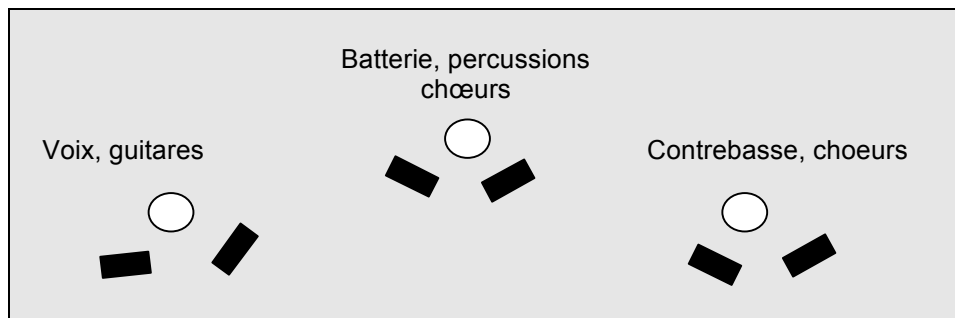 Batterie, percussions
chœurs
Voix, guitares
Contrebasse, choeurs